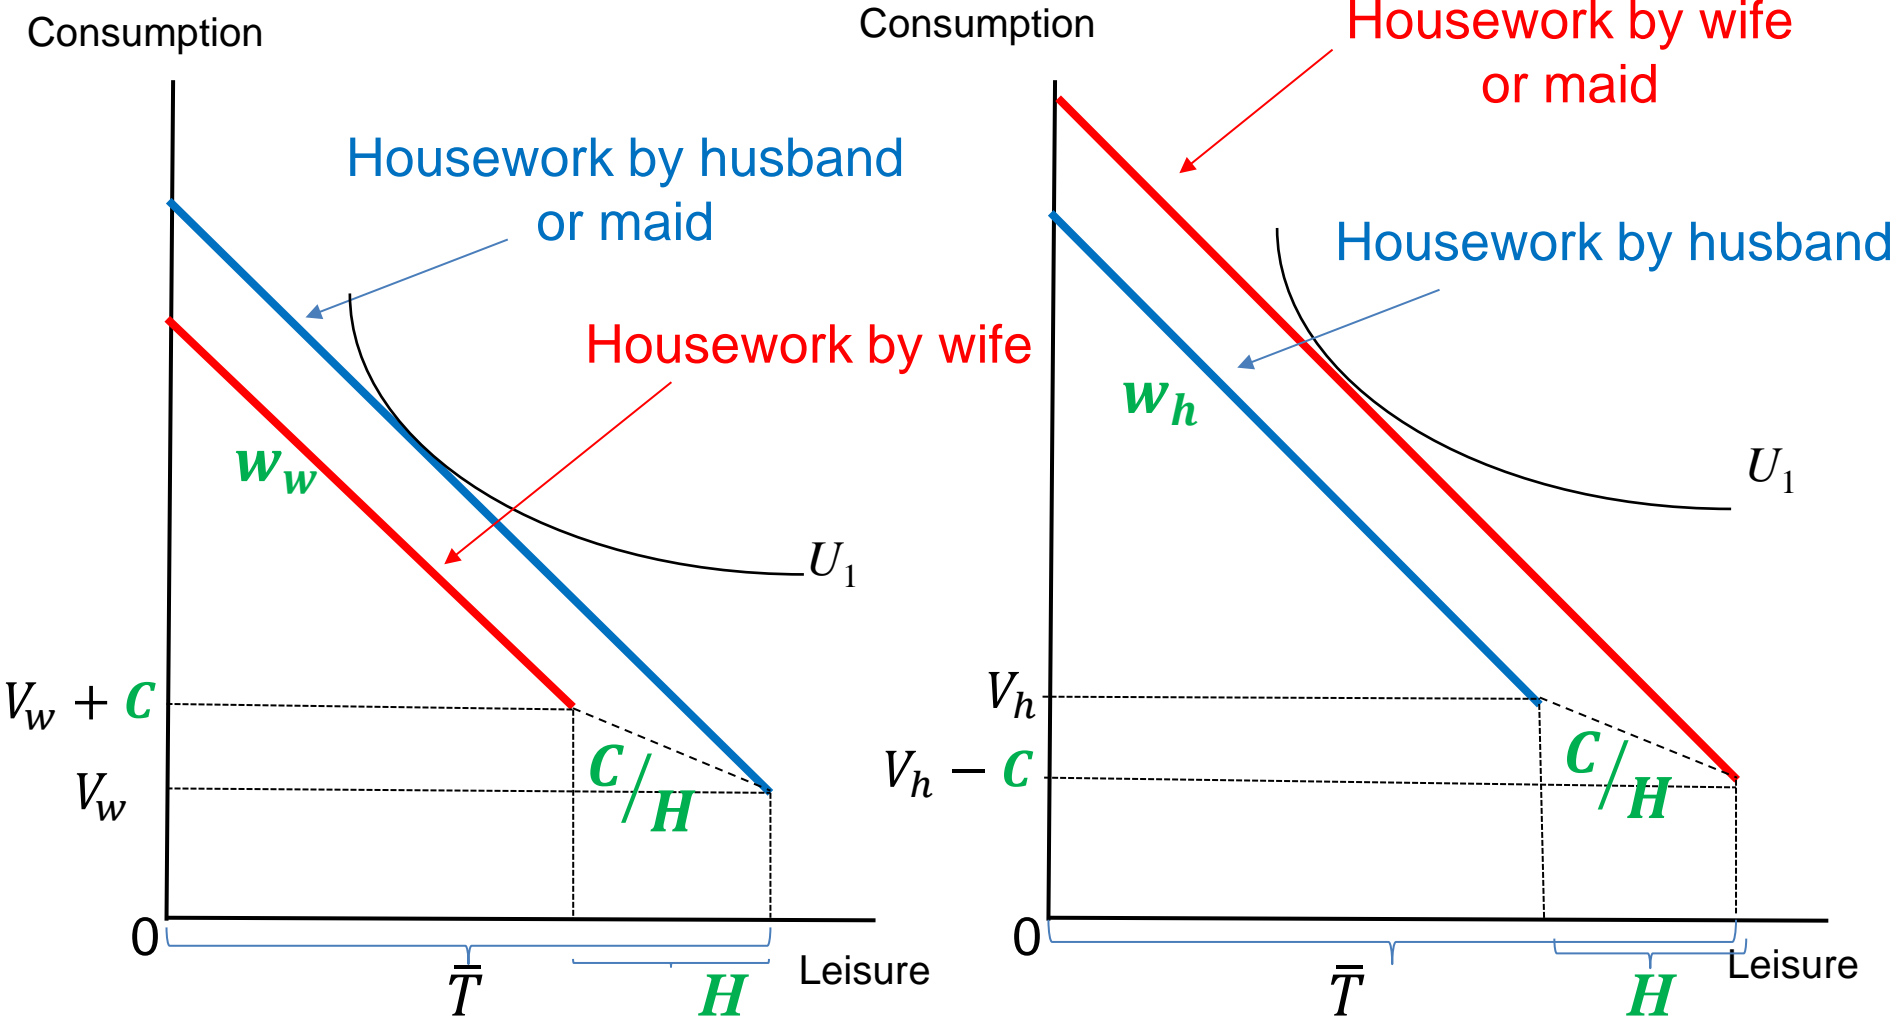 Consumption
Housework by husband
or maid
Housework by wife
w_w
U_1
V_w + C
V_w
C/H
0
T̿
H
Leisure
Consumption
Housework by wife
or maid
Housework by husband
w_h
U_1
V_h
V_h − C
C/H
0
T̿
H
Leisure